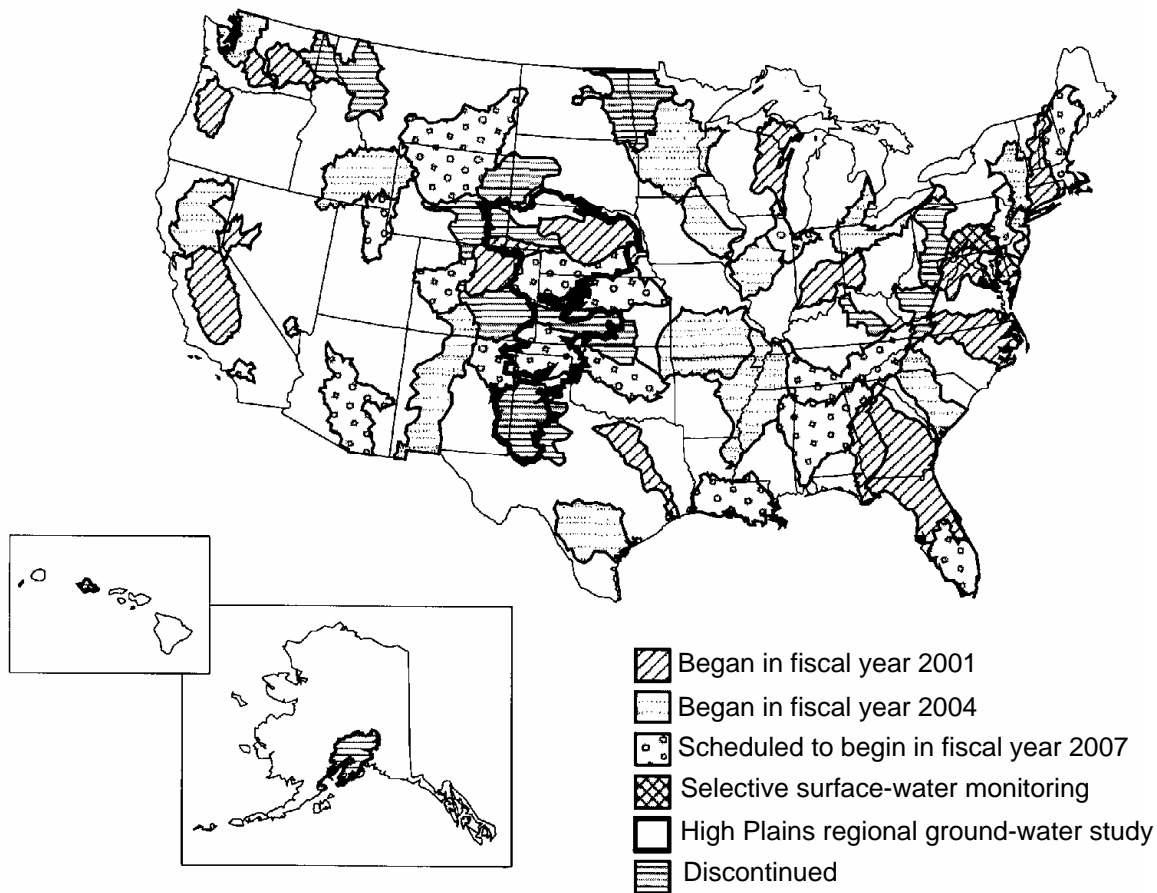 Began in fiscal year 2001
Began in fiscal year 2004
Scheduled to begin in fiscal year 2007
Selective surface-water monitoring
High Plains regional ground-water study
Discontinued